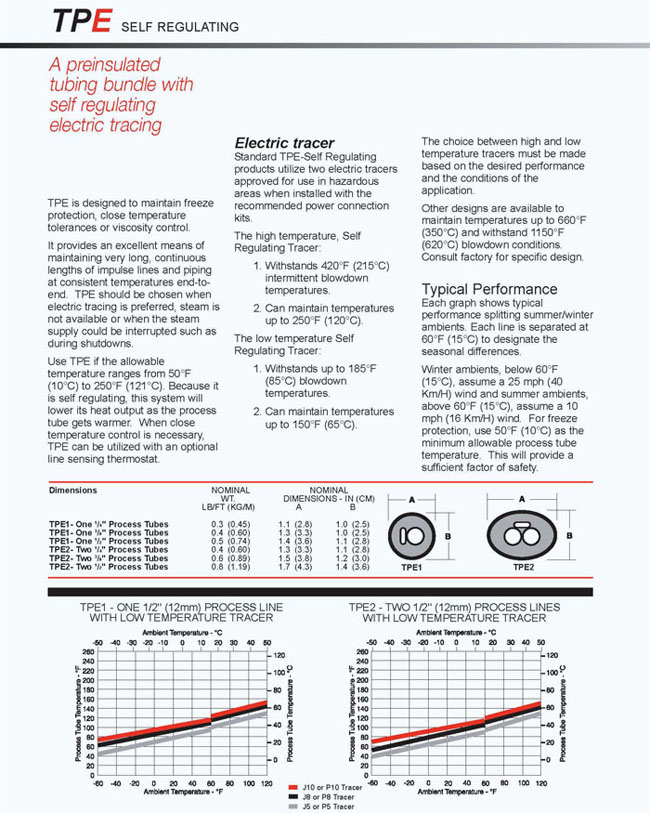 TPE SELF REGULATING
A preinsulated
tubing bundle with
self regulating
electric tracing
TPE is designed to maintain freeze
protection, close temperature
tolerances or viscosity control.
It provides an excellent means of
maintaining very long, continuous
lengths of impulse lines and piping
at consistent temperatures end-to-
end. TPE should be chosen when
electric tracing is preferred, steam is
not available or when the steam
supply could be interrupted such as
during shutdowns.
Use TPE if the allowable
temperature ranges from 50°F
(10°C) to 250°F (121°C). Because it
is self regulating, this system will
lower its heat output as the process
tube gets warmer. When close
temperature control is necessary,
TPE can be utilized with an optional
line sensing thermostat.
Electric tracer
Standard TPE-Self Regulating
products utilize two electric tracers
approved for use in hazardous
areas when installed with the
recommended power connection
kits.
The high temperature, Self
Regulating Tracer:
1. Withstands 420°F (215°C)
intermittent blowdown
temperatures.
2. Can maintain temperatures
up to 250°F (120°C).
The low temperature Self
Regulating Tracer:
1. Withstands up to 185°F
(85°C) blowdown
temperatures.
2. Can maintain temperatures
up to 150°F (65°C).
The choice between high and low
temperature tracers must be made
based on the desired performance
and the conditions of the
application.
Other designs are available to
maintain temperatures up to 660°F
(350°C) and withstand 1150°F
(620°C) blowdown conditions.
Consult factory for specific design.
Typical Performance
Each graph shows typical
performance splitting summer/winter
ambients. Each line is separated at
60°F (15°C) to designate the
seasonal differences.
Winter ambients, below 60°F
(15°C), assume a 25 mph (40
Km/H) wind and summer ambients,
above 60°F (15°C), assume a 10
mph (16 Km/H) wind. For freeze
protection, use 50°F (10°C) as the
minimum allowable process tube
temperature. This will provide a
sufficient factor of safety.
Dimensions NOMINAL NOMINAL
WT. DIMENSIONS - IN (CM)
LB/FT (KG/M) A B
TPE1- One 1/4" Process Tubes 0.3 (0.45) 1.1 (2.8) 1.0 (2.5)
TPE1- One 3/8" Process Tubes 0.4 (0.60) 1.3 (3.3) 1.0 (2.5)
TPE1- One 1/2" Process Tubes 0.5 (0.74) 1.4 (3.6) 1.1 (2.8)
TPE2- Two 1/4" Process Tubes 0.4 (0.60) 1.3 (3.3) 1.1 (2.8)
TPE2- Two 3/8" Process Tubes 0.6 (0.89) 1.5 (3.8) 1.2 (3.0)
TPE2- Two 1/2" Process Tubes 0.8 (1.19) 1.7 (4.3) 1.4 (3.6)
A
B
TPE1
A
B
TPE2
TPE1 - ONE 1/2" (12mm) PROCESS LINE
WITH LOW TEMPERATURE TRACER
Ambient Temperature - °C
-50 -40 -30 -20 -10 0 10 20 30 40 50
Process Tube Temperature - °F
260
240
220
200
180
160
140
120
100
80
60
40
20
0
120
100
80
60
40
20
0
Process Tube Temperature - °C
-60 -40 -20 0 20 40 60 80 100 120
Ambient Temperature - °F
TPE2 - TWO 1/2" (12mm) PROCESS LINES
WITH LOW TEMPERATURE TRACER
Ambient Temperature - °C
-50 -40 -30 -20 -10 0 10 20 30 40 50
Process Tube Temperature - °F
260
240
220
200
180
160
140
120
100
80
60
40
20
0
120
100
80
60
40
20
0
Process Tube Temperature - °C
-60 -40 -20 0 20 40 60 80 100 120
Ambient Temperature - °F
J10 or P10 Tracer
J8 or P8 Tracer
J5 or P5 Tracer